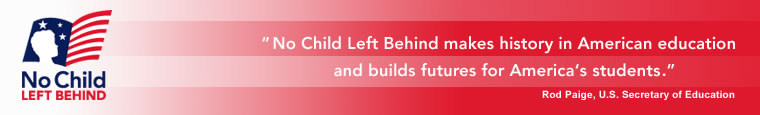 No Child
LEFT BEHIND
“No Child Left Behind makes history in American education
and builds futures for America’s students.”
Rod Paige, U.S. Secretary of Education